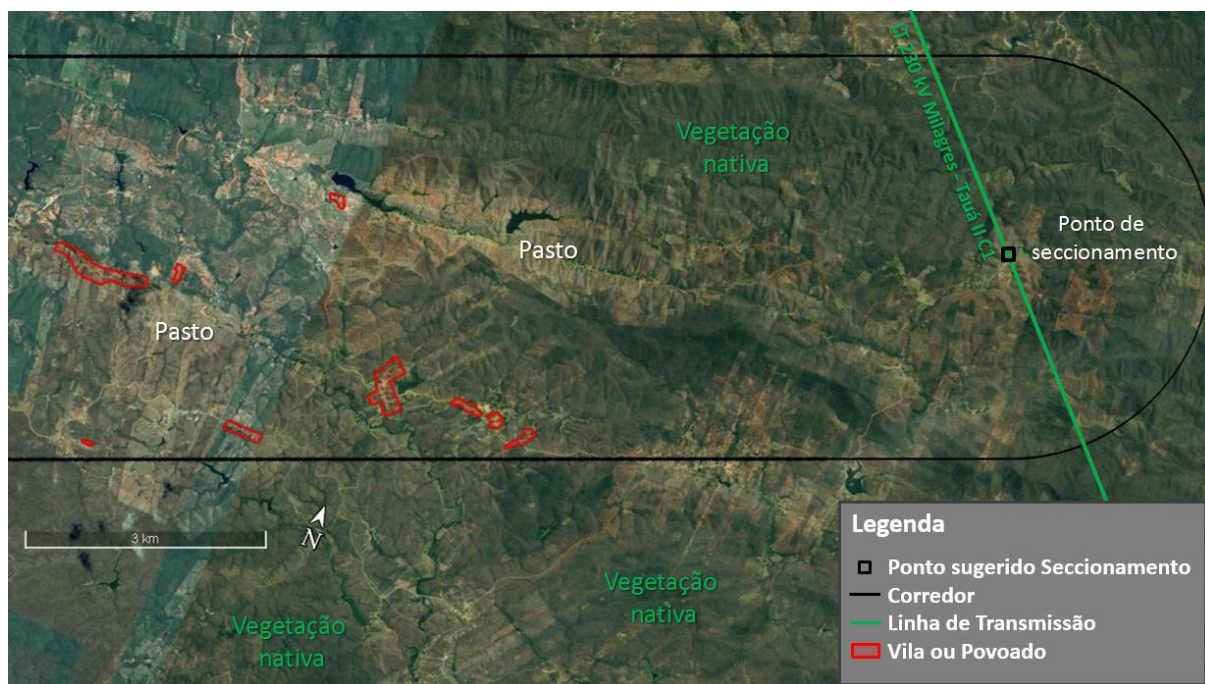 LT 230 kV Milagres - Tauá II C1
Vegetação
nativa
Pasto
Ponto de
seccionamento
Pasto
Vegetação
nativa
Vegetação
nativa
3 km
N
Legenda
Ponto sugerido Seccionamento
Corredor
Linha de Transmissão
Vila ou Povoado